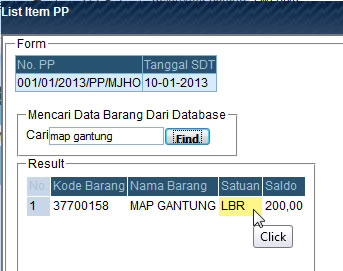 List Item PP
Form
No. PP Tanggal SDT
001/01/2013/PP/MJHO 10-01-2013
Mencari Data Barang Dari Database
Cari map gantung Find
Result
No. Kode Barang Nama Barang Satuan Saldo
1 37700158 MAP GANTUNG LBR 200,00
Click